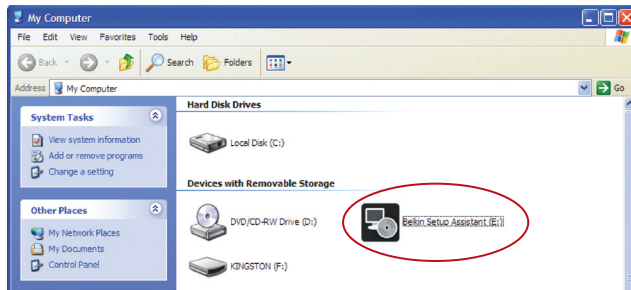 My Computer
File Edit View Favorites Tools Help
Back Search Folders
Address My Computer Go
System Tasks
View system information
Add or remove programs
Change a setting
Other Places
My Network Places
My Documents
Control Panel
Hard Disk Drives
Local Disk (C:)
Devices with Removable Storage
DVD/CD-RW Drive (D:)
Belkin Setup Assistant (E:)
KINGSTON (F:)